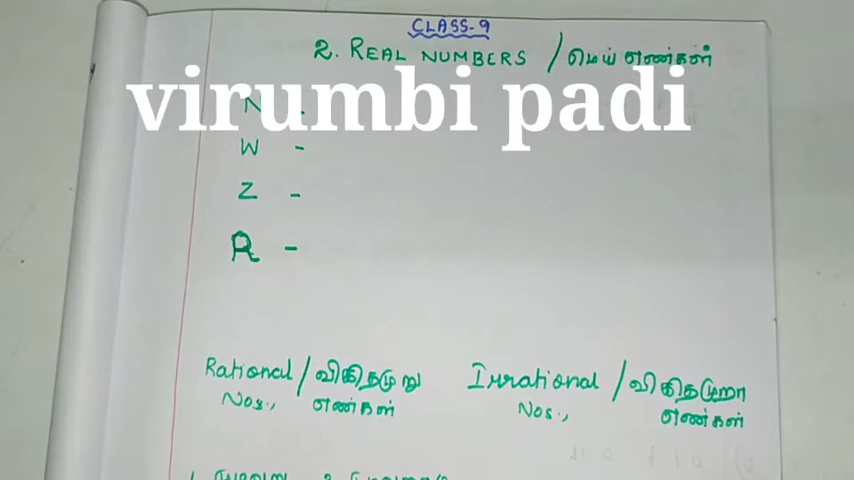 CLASS-9
2. REAL NUMBERS / மெய் எண்கள்
virumbi padi
N -
W -
Z -
R -
Rational / விகிதமுறு Irrational / விகிதமுறா
Nos., எண்கள் Nos., எண்கள்